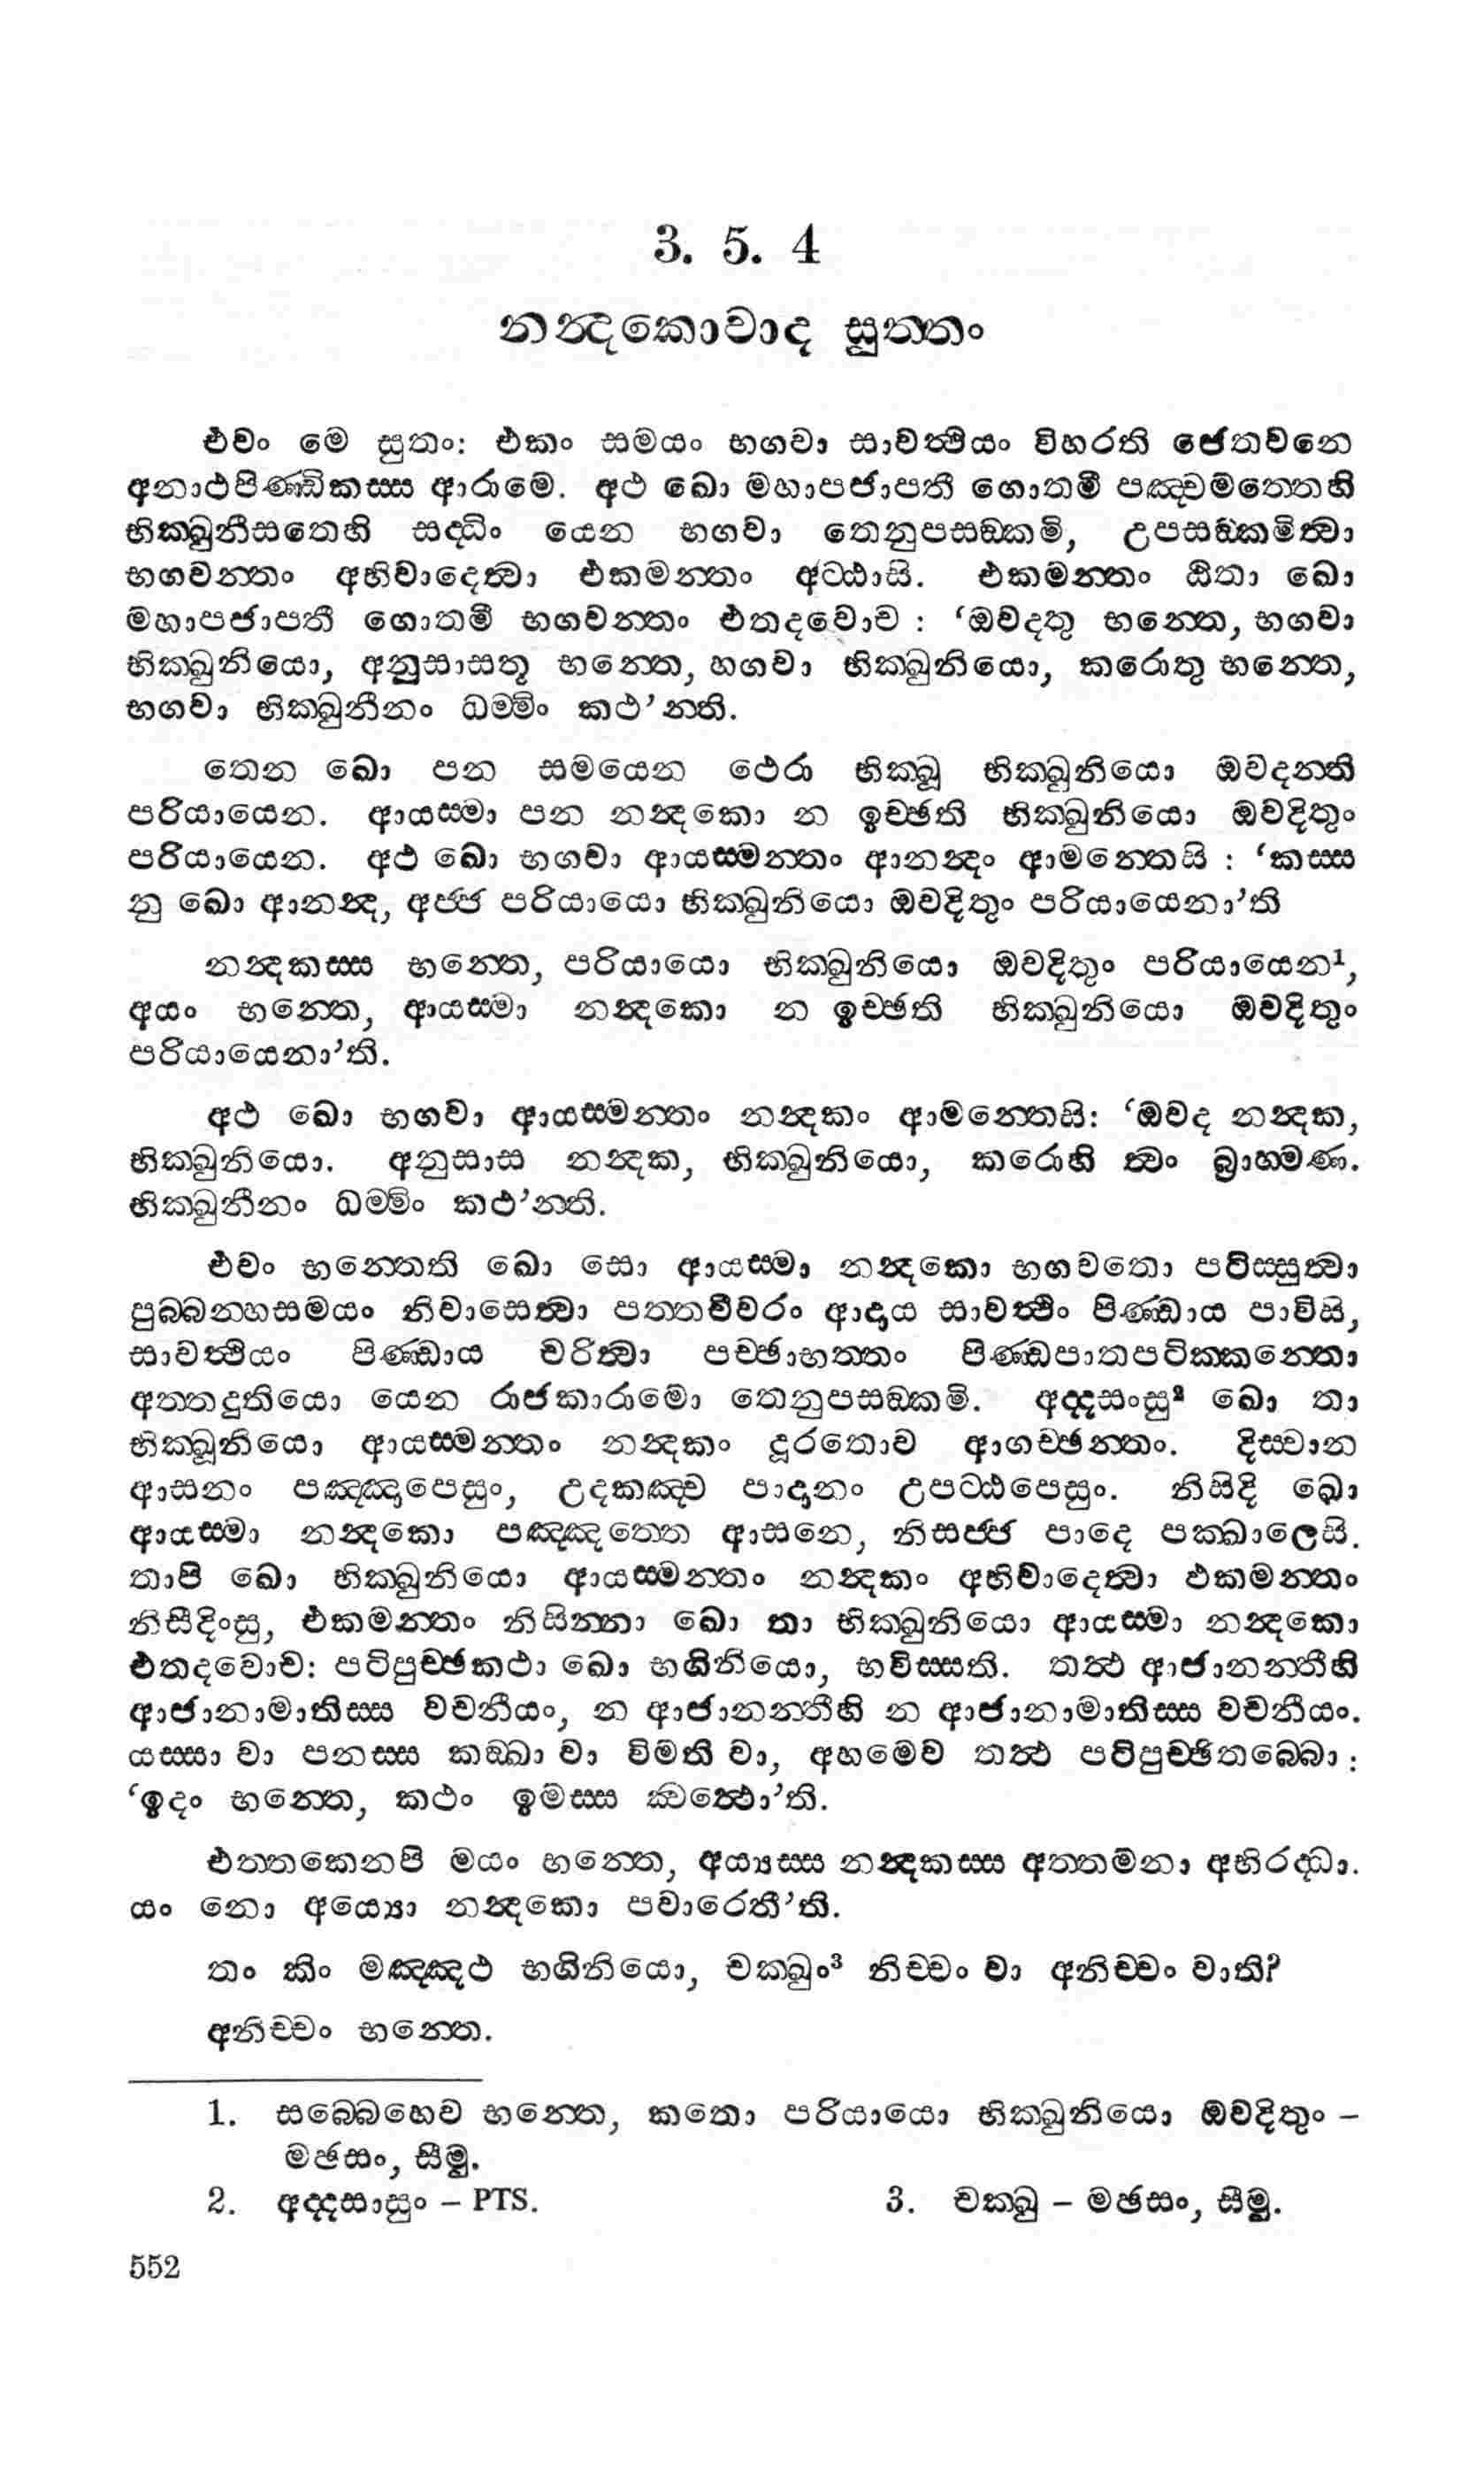 3. 5. 4
නන්‍දකොවාද සුත්‍තං
එවං මෙ සුතං: එකං සමයං භගවා සාවත්‍ථියං විහරති ජෙතවනෙ
අනාථපිණ්ඩිකස්ස ආරාමෙ. අථ ඛො මහාපජාපතී ගොතමී පඤ්චමත්තෙහි
භික්ඛුනීසතෙහි සද්ධිං යෙන භගවා තෙනුපසඞ්කමි, උපසඞ්කමිත්‍වා
භගවන්තං අභිවාදෙත්‍වා එකමන්තං අට්ඨාසි. එකමන්තං ඨිතා ඛො
මහාපජාපතී ගොතමී භගවන්තං එතදවොච : ‘ඔවදතු භන්තෙ, භගවා
භික්ඛුනියො, අනුසාසතු භන්තෙ, හගවා භික්ඛුනියො, කරොතු භන්තෙ,
භගවා භික්ඛුනීනං ධම්මිං කථ’න්ති.
තෙන ඛො පන සමයෙන ථෙරා භික්ඛූ භික්ඛුනියො ඔවදන්ති
පරියායෙන. ආයස්මා පන නන්‍දකො න ඉච්ඡති භික්ඛුනියො ඔවදිතුං
පරියායෙන. අථ ඛො භගවා ආයස්මන්තං ආනන්‍දං ආමන්තෙසි : ‘කස්ස
නු ඛො ආනන්‍ද, අජ්ජ පරියායො භික්ඛුනියො ඔවදිතුං පරියායෙනා’ති
නන්‍දකස්ස භන්තෙ, පරියායො භික්ඛුනියො ඔවදිතුං පරියායෙන¹,
අයං භන්තෙ, ආයස්මා නන්‍දකො න ඉච්ඡති භික්ඛුනියො ඔවදිතුං
පරියායෙනා’ති.
අථ ඛො භගවා ආයස්මන්තං නන්‍දකං ආමන්තෙසි: ‘ඔවද නන්‍දක,
භික්ඛුනියො. අනුසාස නන්‍දක, භික්ඛුනියො, කරොහි ත්‍වං බ්‍රාහ්මණ.
භික්ඛුනීනං ධම්මිං කථ’න්ති.
එවං භන්තෙති ඛො සො ආයස්මා නන්‍දකො භගවතො පටිස්සුත්‍වා
පුබ්බන්හසමයං නිවාසෙත්‍වා පත්තචීවරං ආදාය සාවත්‍ථිං පිණ්ඩාය පාවිසි,
සාවත්‍ථියං පිණ්ඩාය චරිත්‍වා පච්ඡාභත්තං පිණ්ඩපාතපටික්කන්තො
අත්තදුතියො යෙන රාජකාරාමො තෙනුපසඞ්කමි. අද්දසංසු² ඛො තා
භික්ඛූනියො ආයස්මන්තං නන්‍දකං දූරතොව ආගච්ඡන්තං. දිස්වාන
ආසනං පඤ්ඤාපෙසුං, උදකඤ්ච පාදානං උපට්ඨපෙසුං. නිසිදි ඛො
ආයස්මා නන්‍දකො පඤ්ඤත්තෙ ආසනෙ, නිසජ්ජ පාදෙ පක්ඛාලෙසි.
තාපි ඛො භික්ඛුනියො ආයස්මන්තං නන්‍දකං අභිවාදෙත්‍වා එකමන්තං
නිසීදිංසු, එකමන්තං නිසින්නා ඛො තා භික්ඛුනියො ආයස්මා නන්‍දකො
එතදවොච: පටිපුච්ඡකථා ඛො භගිනියො, භවිස්සති. තත්‍ථ ආජානන්තීහි
ආජානාමාතිස්ස වචනීයං, න ආජානන්තීහි න ආජානාමාතිස්ස වචනීයං.
යස්සා වා පනස්ස කඞ්ඛා වා විමති වා, අහමෙව තත්‍ථ පටිපුච්ඡිතබ්බො :
‘ඉදං භන්තෙ, කථං ඉමස්ස ක්වත්‍ථො’ති.
එත්තකෙනපි මයං භන්තෙ, අය්‍යස්ස නන්‍දකස්ස අත්තමනා අභිරද්ධා.
යං නො අය්‍යො නන්‍දකො පවාරෙතී’ති.
තං කිං මඤ්ඤථ භගිනියො, චක්ඛුං³ නිච්චං වා අනිච්චං වාති?
අනිච්චං භන්තෙ.
1. සබ්බෙහෙව භන්තෙ, කතො පරියායො භික්ඛුනියො ඔවදිතුං –
මඡසං, සීමු.
2. අද්දසාසුං – PTS. 3. චක්ඛු – මඡසං, සීමු.
552